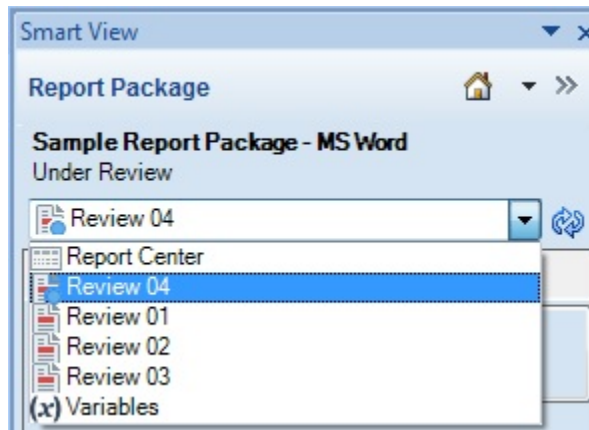 Smart View
Report Package
Sample Report Package - MS Word
Under Review
Review 04
Report Center
Review 04
Review 01
Review 02
Review 03
(x) Variables